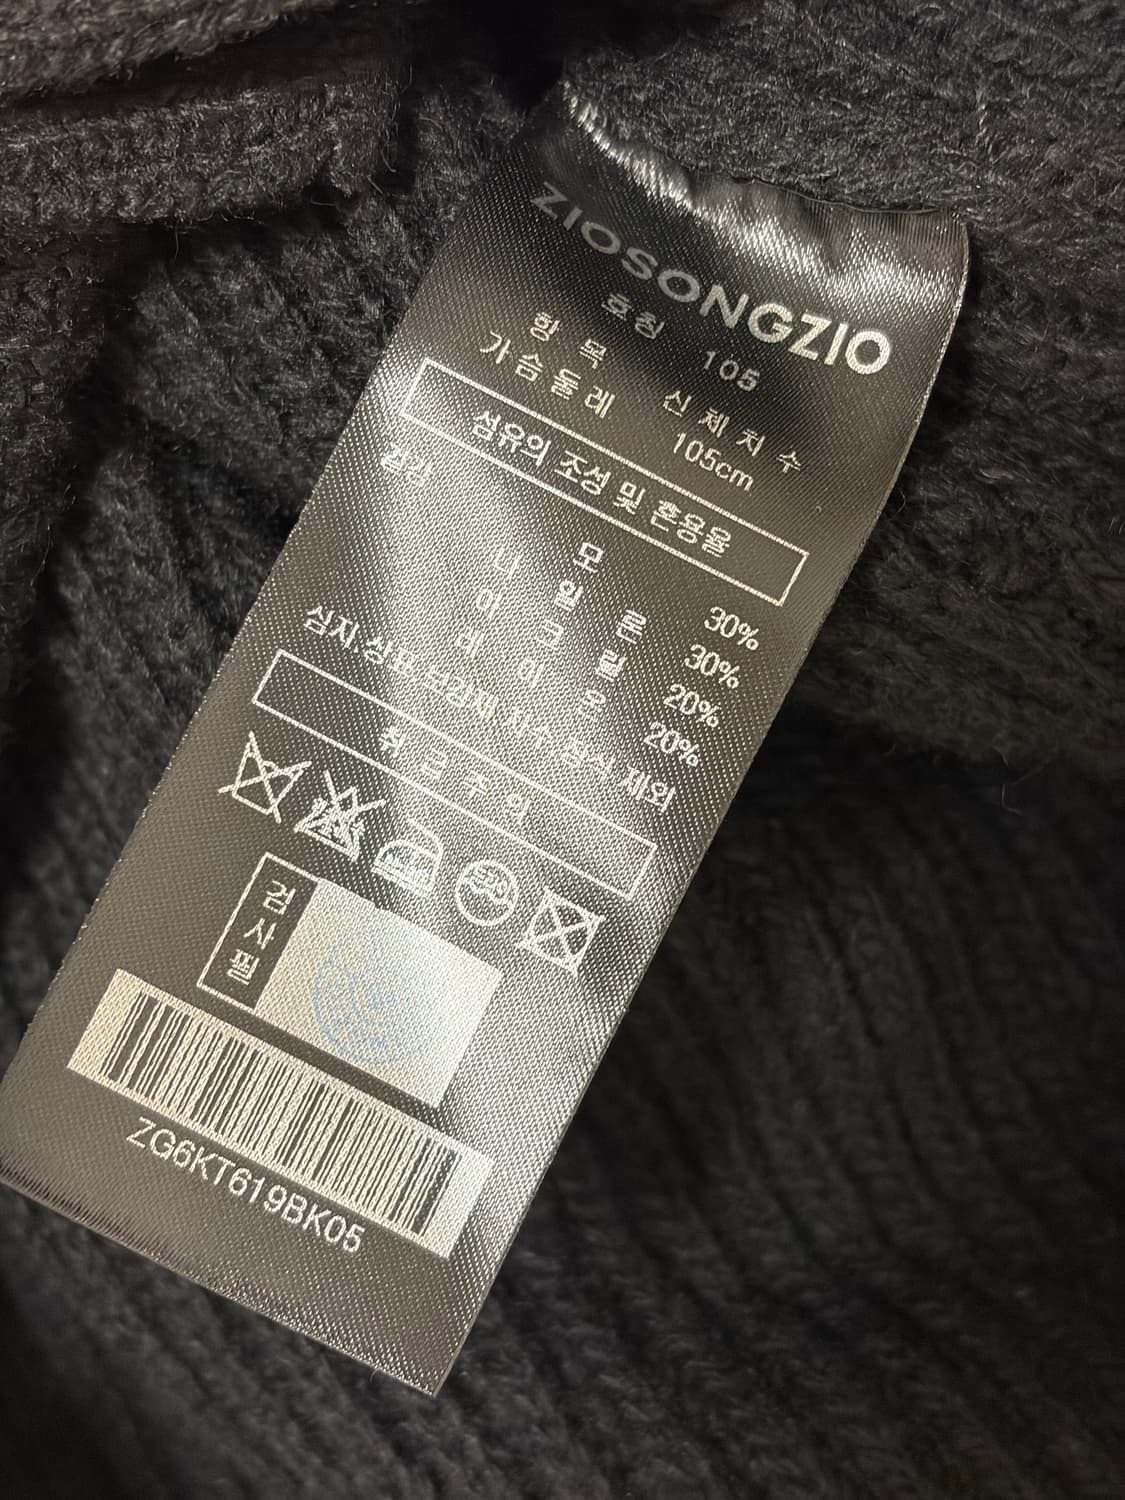 ZIOSONGZIO
호칭 105
항 목 신 체 치 수
가슴둘레 105cm
섬유의 조성 및 혼용율
겉감
모 30%
나 일 론 30%
아 크 릴 20%
레 이 온 20%
심지.상표.보강재.자수.장식 제외
취 급 주 의
검사필
ZG6KT619BK05